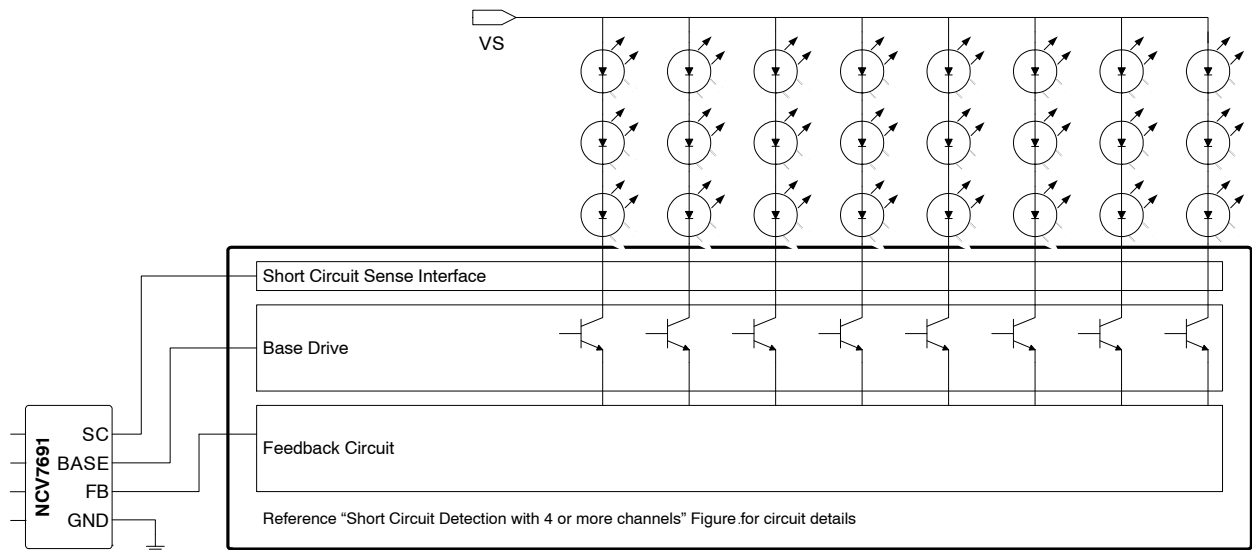 VS
Short Circuit Sense Interface
Base Drive
Feedback Circuit
NCV7691
SC
BASE
FB
GND
Reference “Short Circuit Detection with 4 or more channels” Figure.for circuit details